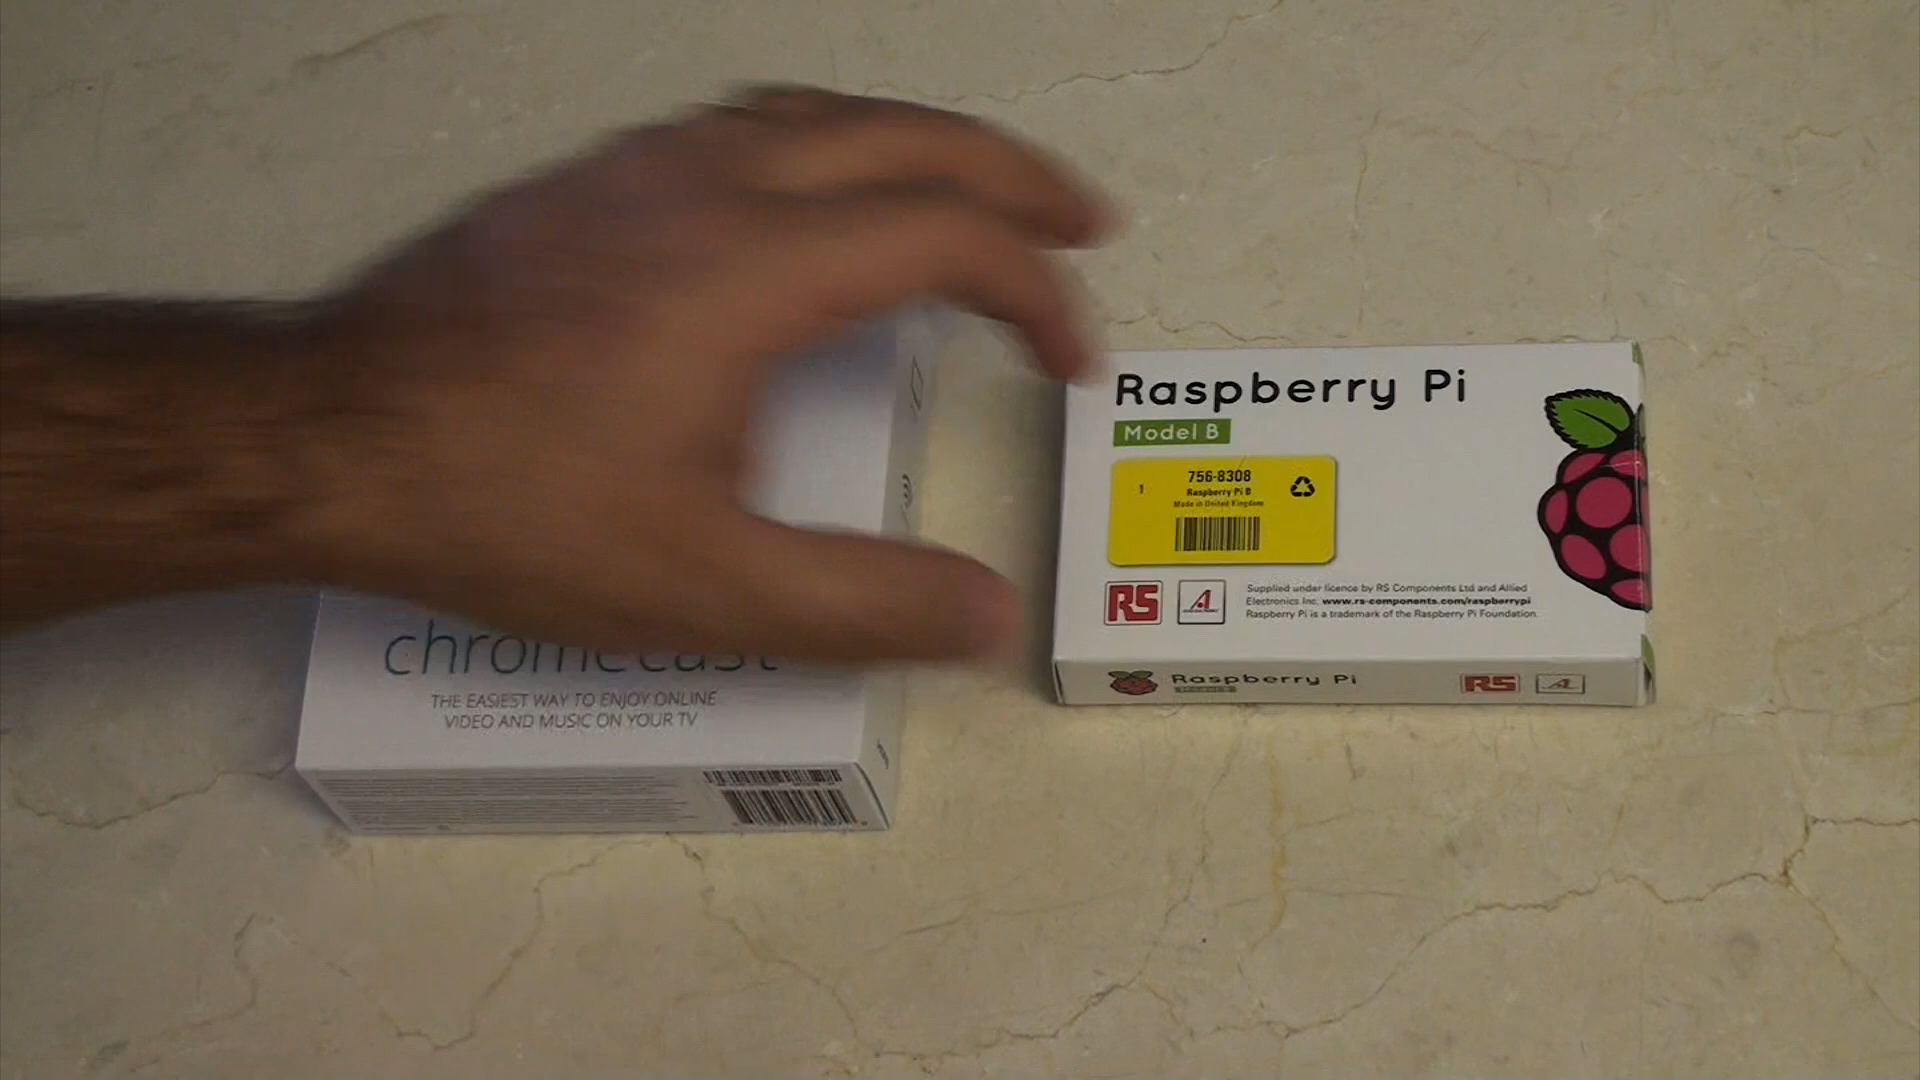 chromecast
THE EASIEST WAY TO ENJOY ONLINE
VIDEO AND MUSIC ON YOUR TV
Raspberry Pi
Model B
756-8308
1
Raspberry Pi B
Made in United Kingdom
RS
A
Supplied under licence by RS Components Ltd and Allied
Electronics Inc. www.rs-components.com/raspberrypi
Raspberry Pi is a trademark of the Raspberry Pi Foundation.
Raspberry Pi
Model B
RS
A